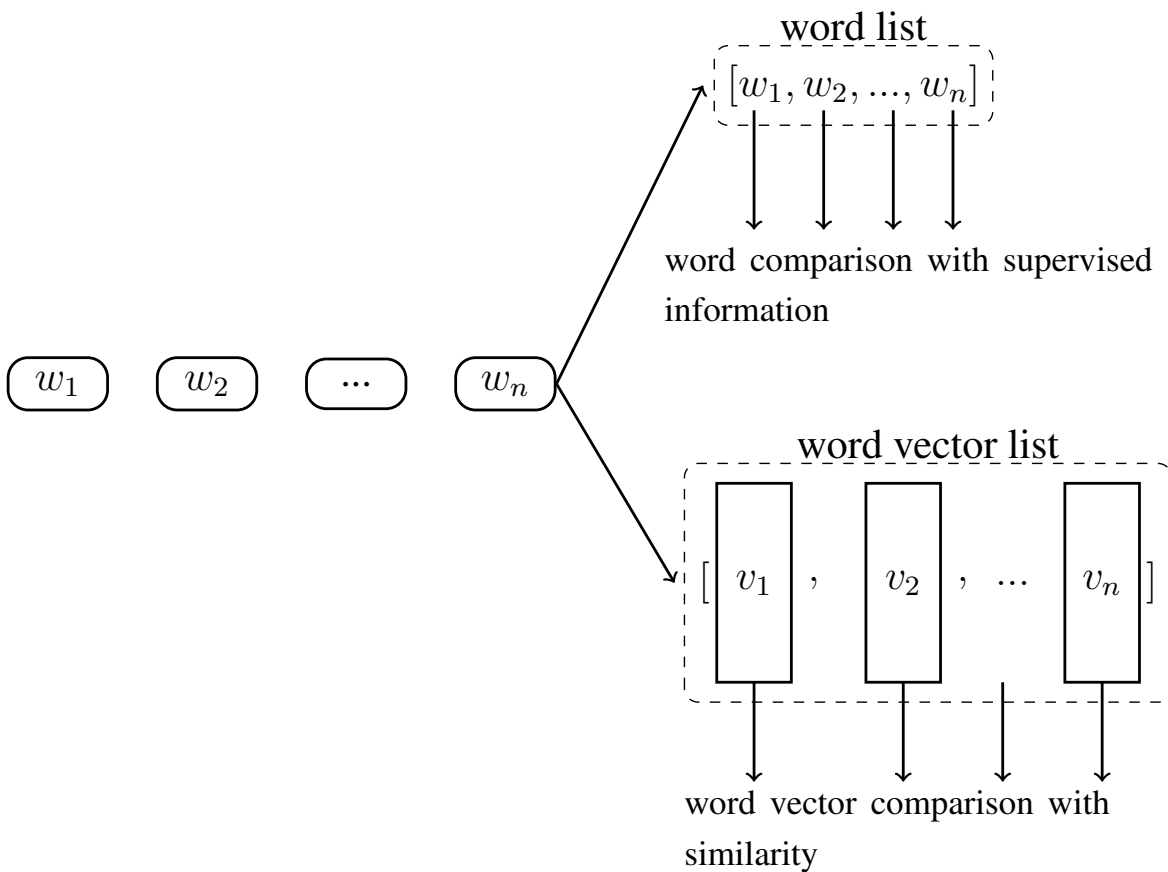 word list
[w₁, w₂, ..., wₙ]
word comparison with supervised
information
w₁ w₂ ... wₙ
word vector list
[ v₁ , v₂ , ... vₙ ]
word vector comparison with
similarity